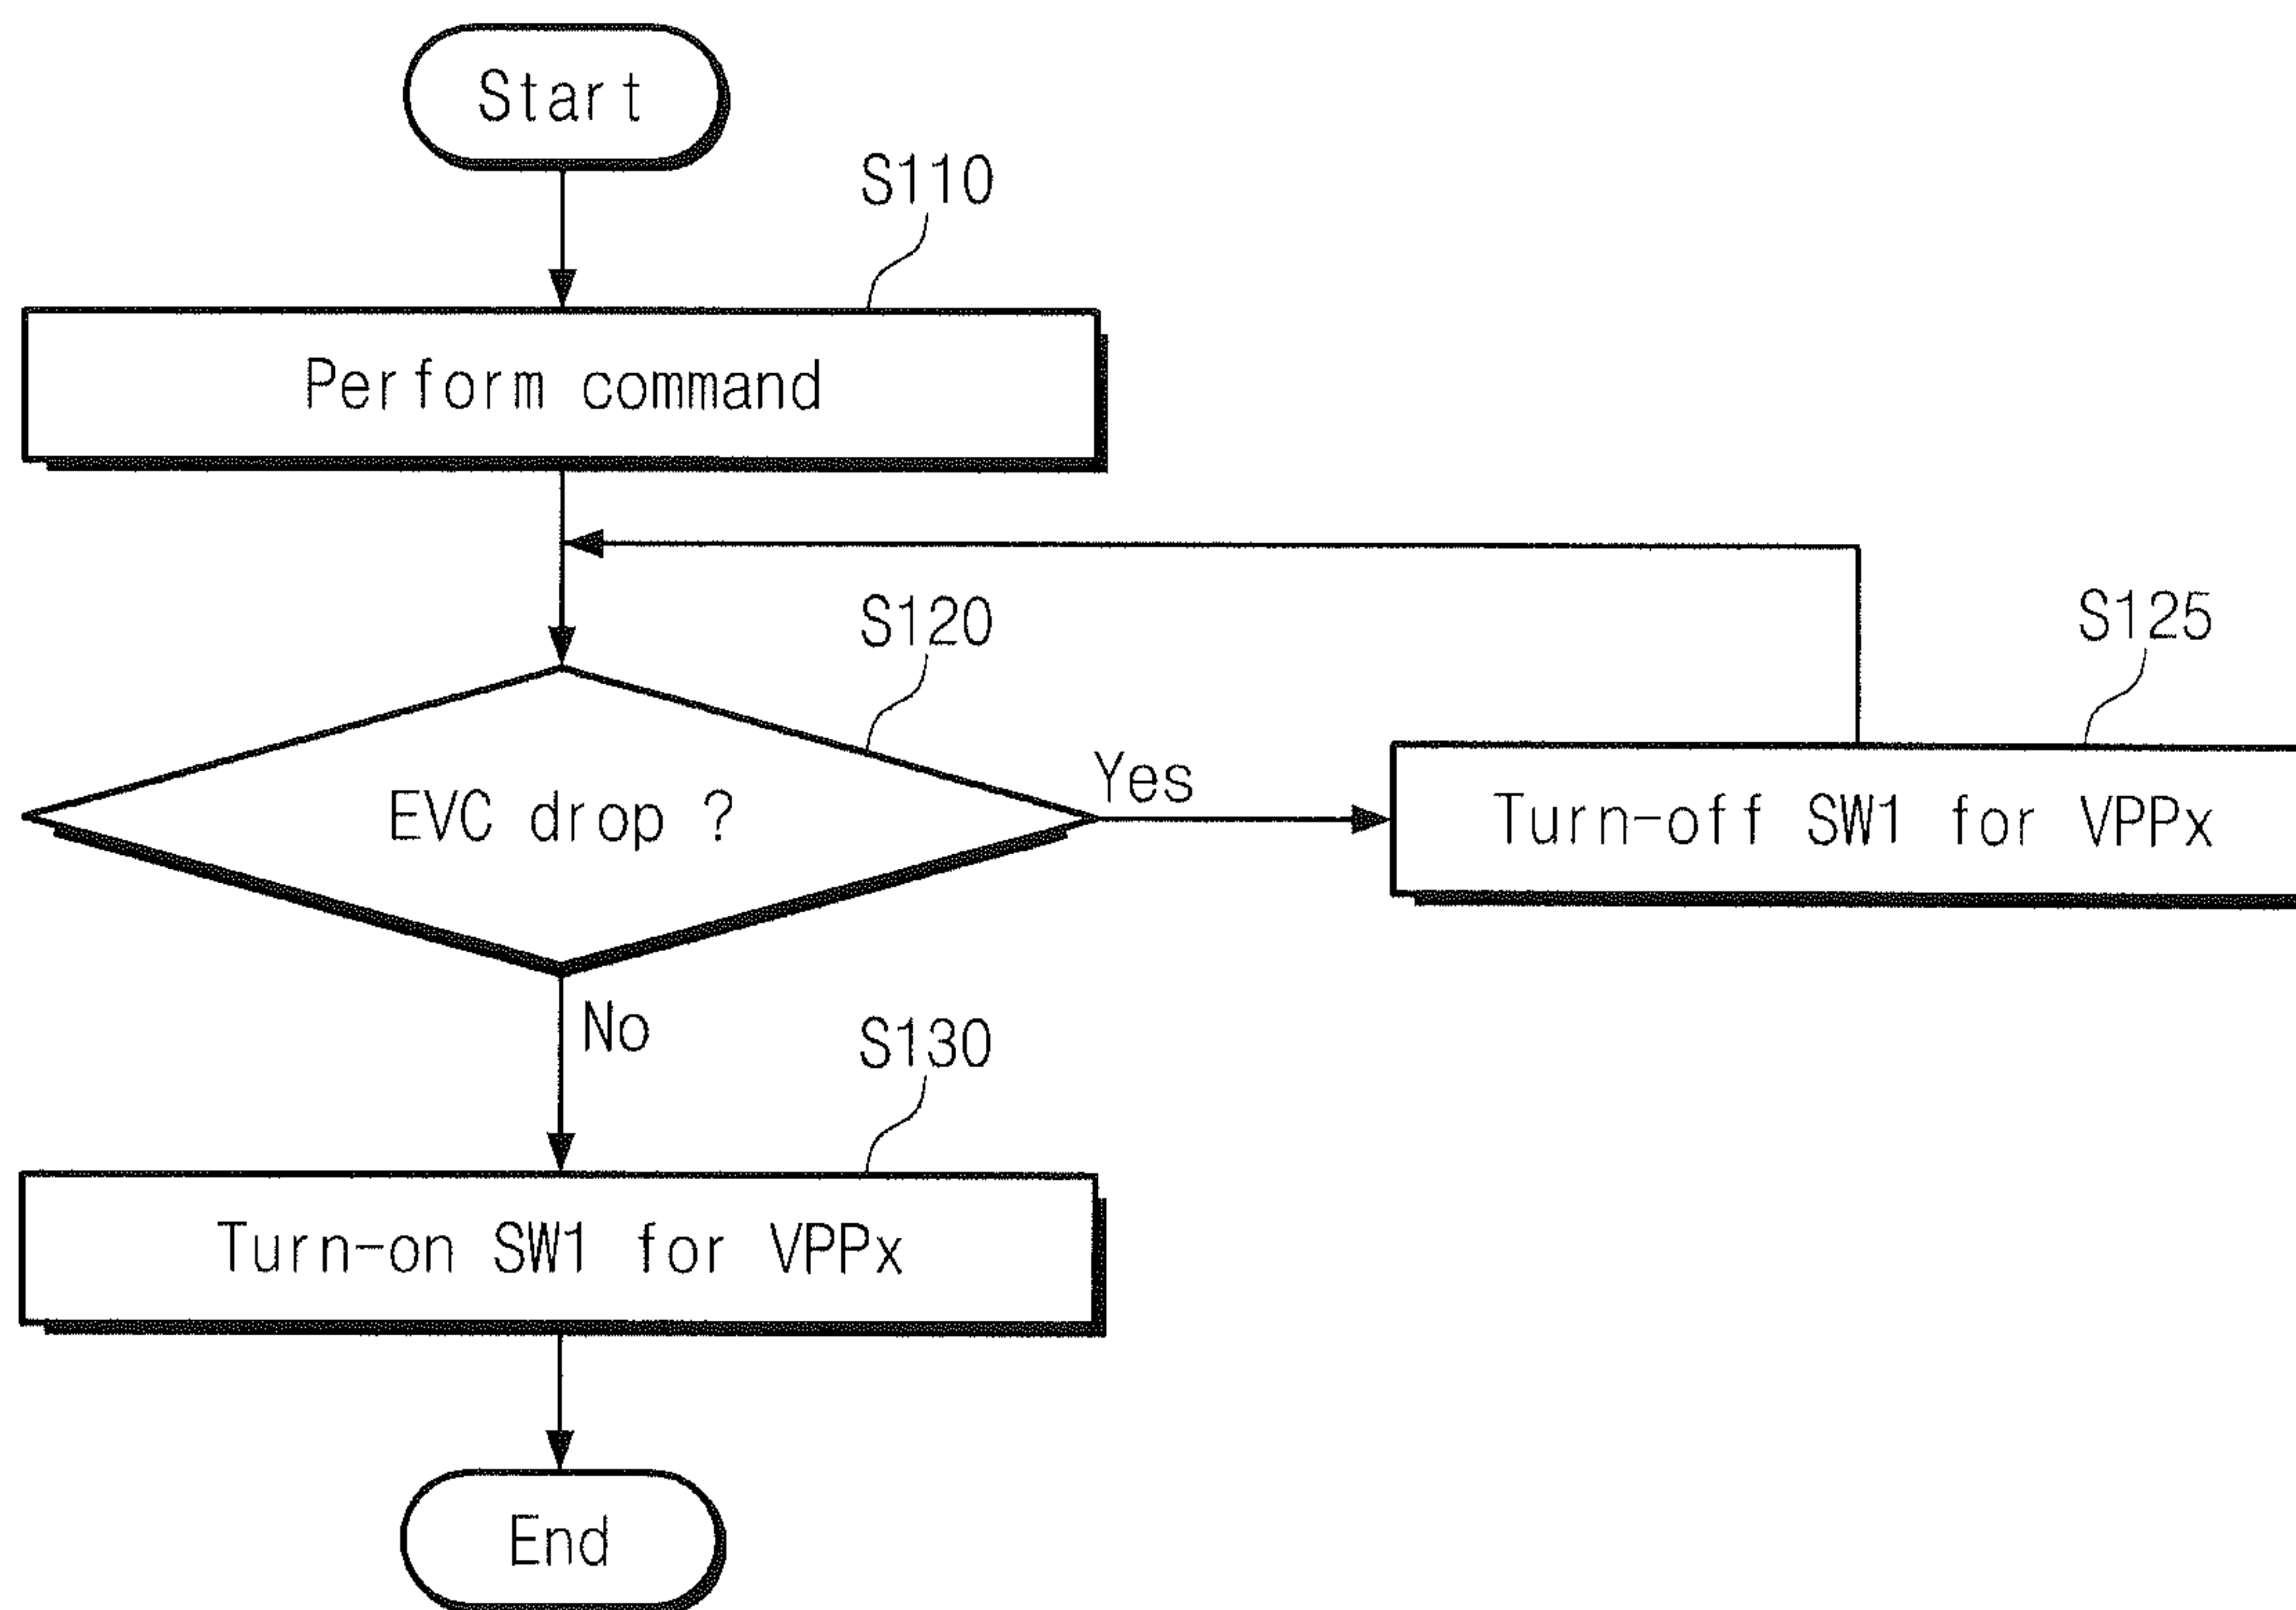 Start
S110
Perform command
S120
S125
EVC drop ?
Yes
Turn-off SW1 for VPPx
No
S130
Turn-on SW1 for VPPx
End